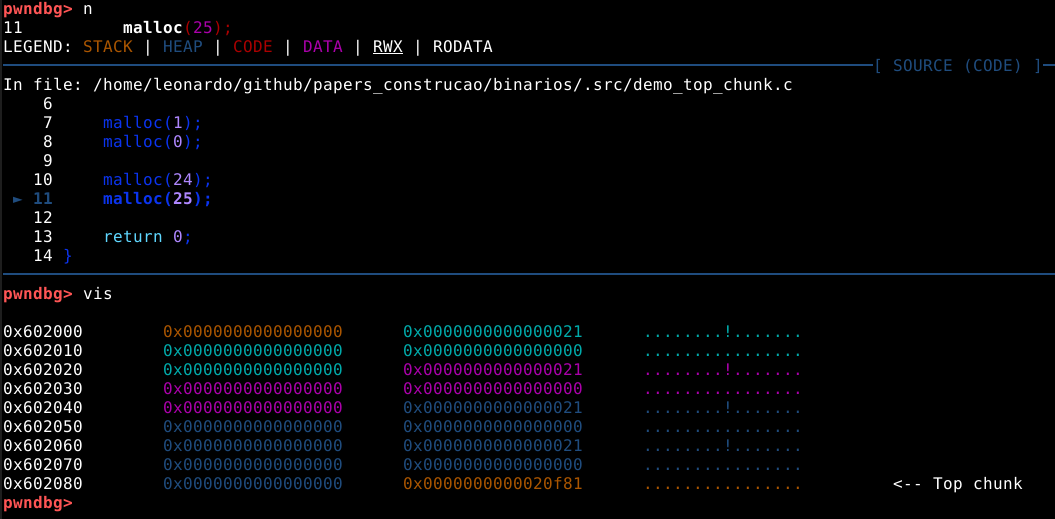 pwndbg> n
11          malloc(25);
LEGEND: STACK | HEAP | CODE | DATA | RWX | RODATA
[ SOURCE (CODE) ]
In file: /home/leonardo/github/papers_construcao/binarios/.src/demo_top_chunk.c
    6
    7     malloc(1);
    8     malloc(0);
    9
   10     malloc(24);
 ► 11     malloc(25);
   12
   13     return 0;
   14 }
pwndbg> vis
0x602000        0x0000000000000000      0x0000000000000021      ........!.......
0x602010        0x0000000000000000      0x0000000000000000      ................
0x602020        0x0000000000000000      0x0000000000000021      ........!.......
0x602030        0x0000000000000000      0x0000000000000000      ................
0x602040        0x0000000000000000      0x0000000000000021      ........!.......
0x602050        0x0000000000000000      0x0000000000000000      ................
0x602060        0x0000000000000000      0x0000000000000021      ........!.......
0x602070        0x0000000000000000      0x0000000000000000      ................
0x602080        0x0000000000000000      0x0000000000020f81      ................         <-- Top chunk
pwndbg>